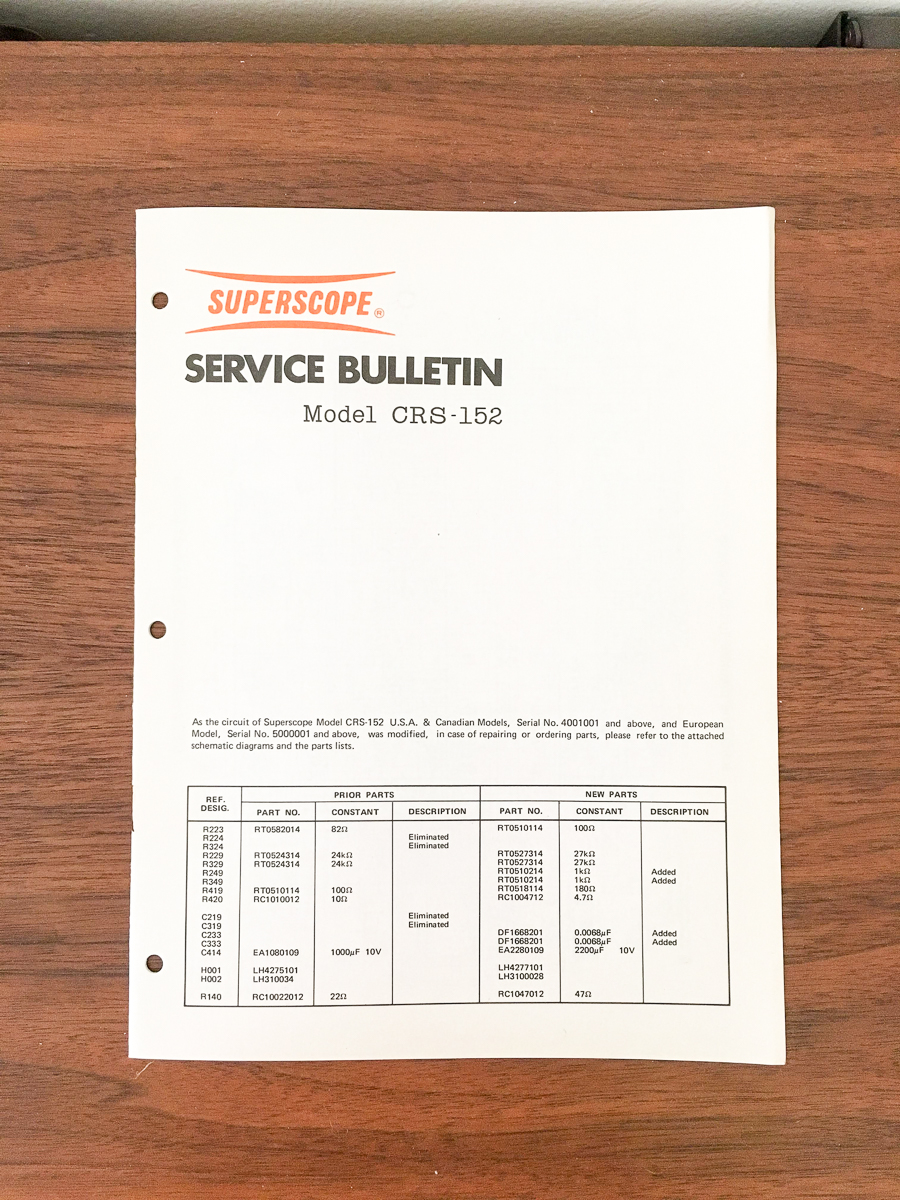 SUPERSCOPE®
SERVICE BULLETIN
Model CRS-152
As the circuit of Superscope Model CRS-152 U.S.A. & Canadian Models, Serial No. 4001001 and above, and European
Model, Serial No. 5000001 and above, was modified, in case of repairing or ordering parts, please refer to the attached
schematic diagrams and the parts lists.
REF. DESIG. PRIOR PARTS NEW PARTS
PART NO. CONSTANT DESCRIPTION PART NO. CONSTANT DESCRIPTION
R223 RT0582014 82Ω RT0510114 100Ω
R224 Eliminated
R324 Eliminated
R229 RT0524314 24kΩ RT0527314 27kΩ
R329 RT0524314 24kΩ RT0527314 27kΩ
R249 RT0510214 1kΩ Added
R349 RT0510214 1kΩ Added
R419 RT0510114 100Ω RT0518114 180Ω
R420 RC1010012 10Ω RC1004712 4.7Ω
C219 Eliminated
C319 Eliminated
C233 DF1668201 0.0068µF Added
C333 DF1668201 0.0068µF Added
C414 EA1080109 1000µF 10V EA2280109 2200µF 10V
H001 LH4275101 LH4277101
H002 LH310034 LH3100028
R140 RC10022012 22Ω RC1047012 47Ω